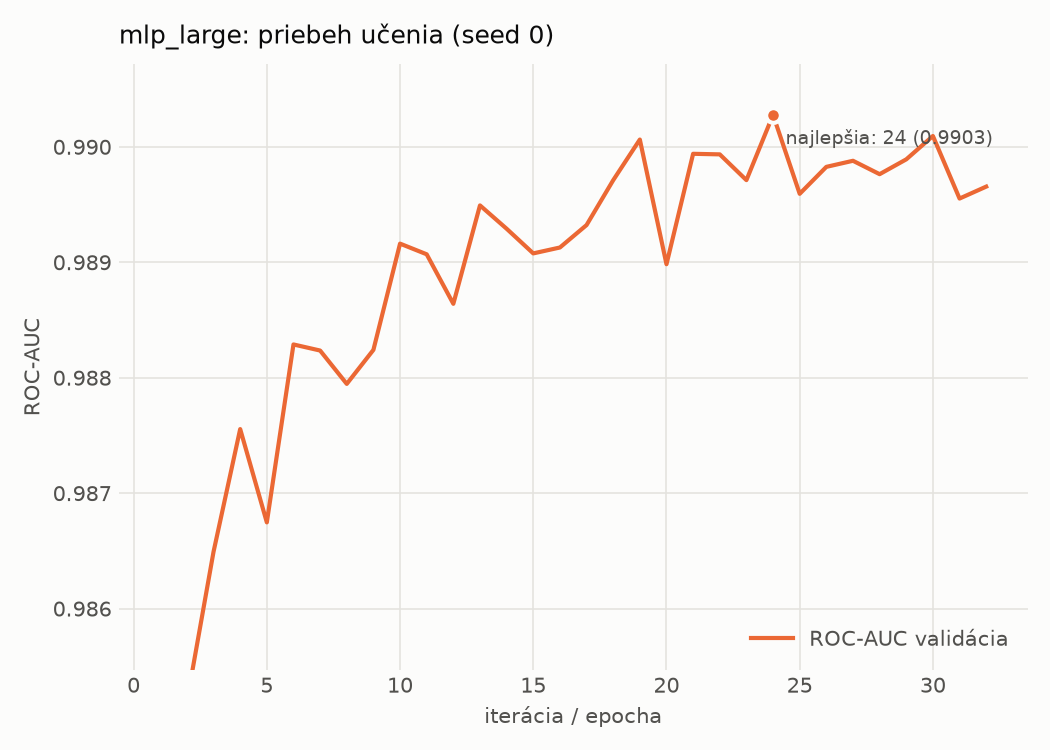 mlp_large: priebeh učenia (seed 0)
najlepšia: 24 (0.9903)
0.990
0.989
0.988
0.987
0.986
ROC-AUC
ROC-AUC validácia
0 5 10 15 20 25 30
iterácia / epocha